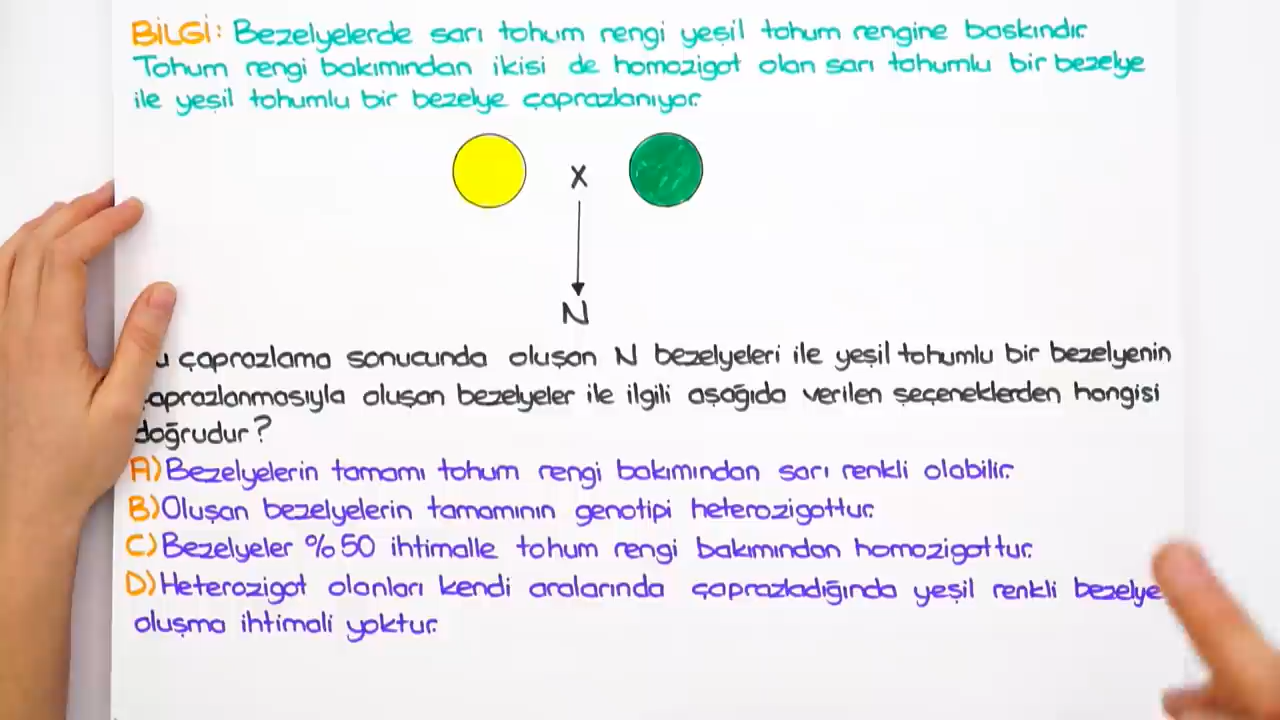 BİLGİ: Bezelyelerde sarı tohum rengi yeşil tohum rengine baskındır.
Tohum rengi bakımından ikisi de homozigot olan sarı tohumlu bir bezelye
ile yeşil tohumlu bir bezelye çaprazlanıyor.
X
N
u çaprazlama sonucunda oluşan N bezelyeleri ile yeşil tohumlu bir bezelyenin
aprazlanmasıyla oluşan bezelyeler ile ilgili aşağıda verilen seçeneklerden hangisi
doğrudur?
A) Bezelyelerin tamamı tohum rengi bakımından sarı renkli olabilir.
B) Oluşan bezelyelerin tamamının genotipi heterozigottur.
C) Bezelyeler %50 ihtimalle tohum rengi bakımından homozigottur.
D) Heterozigot olanları kendi aralarında çaprazladığında yeşil renkli bezelye
oluşma ihtimali yoktur.